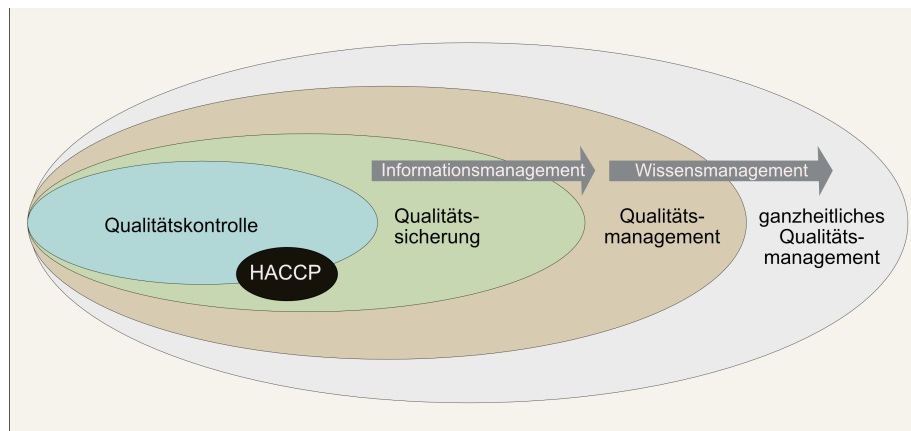 Informationsmanagement
Wissensmanagement
Qualitätskontrolle
HACCP
Qualitäts-
sicherung
Qualitäts-
management
ganzheitliches
Qualitäts-
management